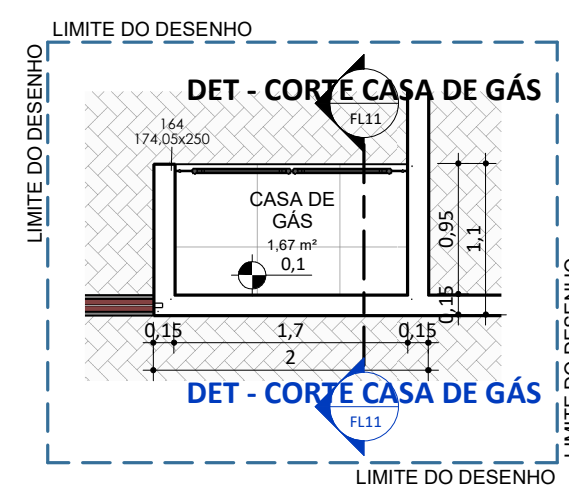 LIMITE DO DESENHO
LIMITE DO DESENHO
DET - CORTE CASA DE GÁS
FL11
164
174,05x250
CASA DE
GÁS
1,67 m²
0,1
0,95
1,1
0,15
LIMITE DO DESENHO
0,15
1,7
0,15
2
DET - CORTE CASA DE GÁS
FL11
LIMITE DO DESENHO